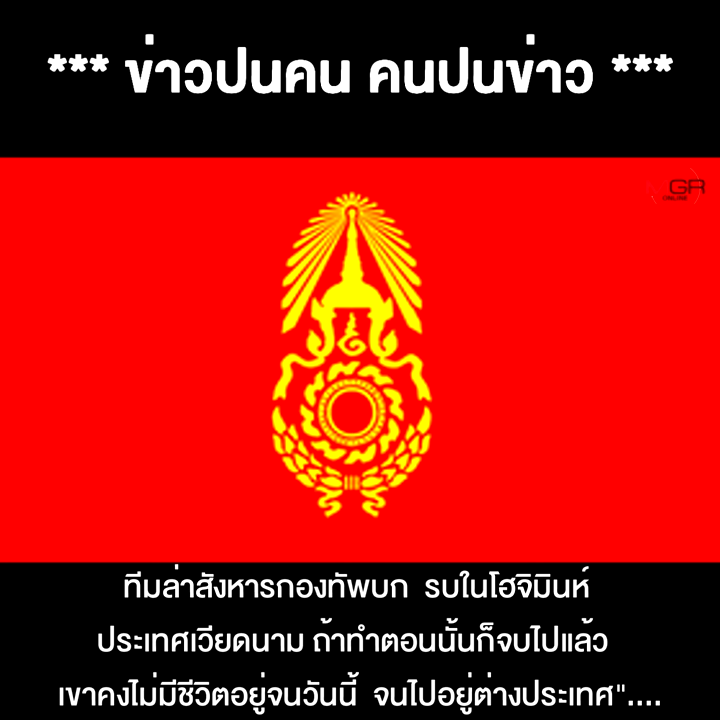 *** ข่าวปนคน คนปนข่าว ***
MGR
ONLINE
ทีมล่าสังหารกองทัพบก รบในโฮจิมินห์
ประเทศเวียดนาม ถ้าทำตอนนั้นก็จบไปแล้ว
เขาคงไม่มีชีวิตอยู่จนวันนี้ จนไปอยู่ต่างประเทศ"....